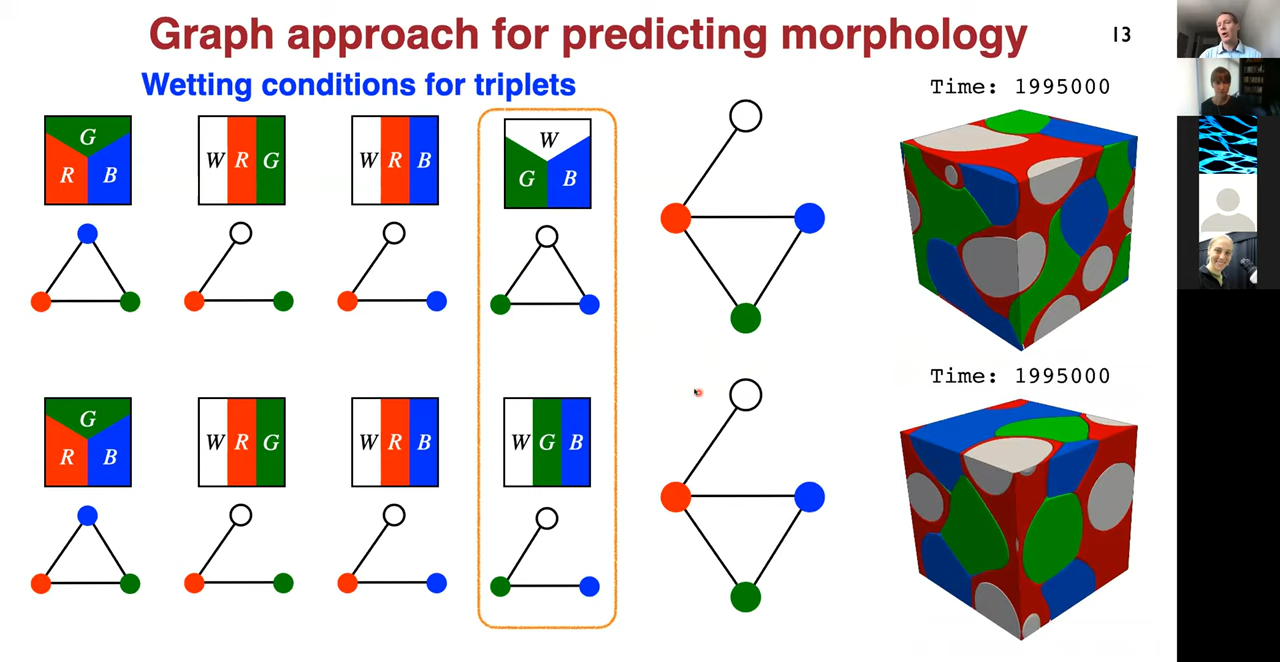 Graph approach for predicting morphology
13
Wetting conditions for triplets
G
R B
W R G
W R B
W
G B
Time: 1995000
G
R B
W R G
W R B
W G B
Time: 1995000